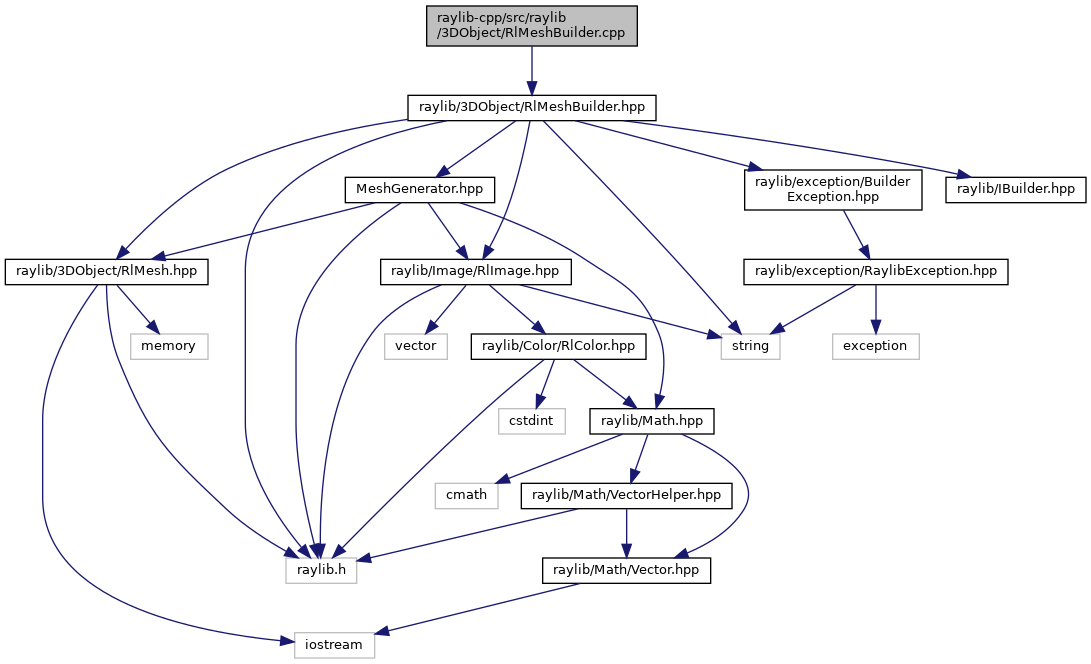 raylib-cpp/src/raylib
/3DObject/RlMeshBuilder.cpp
raylib/3DObject/RlMeshBuilder.hpp
MeshGenerator.hpp
raylib/exception/Builder
Exception.hpp
raylib/IBuilder.hpp
raylib/3DObject/RlMesh.hpp
raylib/Image/RlImage.hpp
raylib/exception/RaylibException.hpp
memory
vector
raylib/Color/RlColor.hpp
string
exception
cstdint
raylib/Math.hpp
cmath
raylib/Math/VectorHelper.hpp
raylib.h
raylib/Math/Vector.hpp
iostream